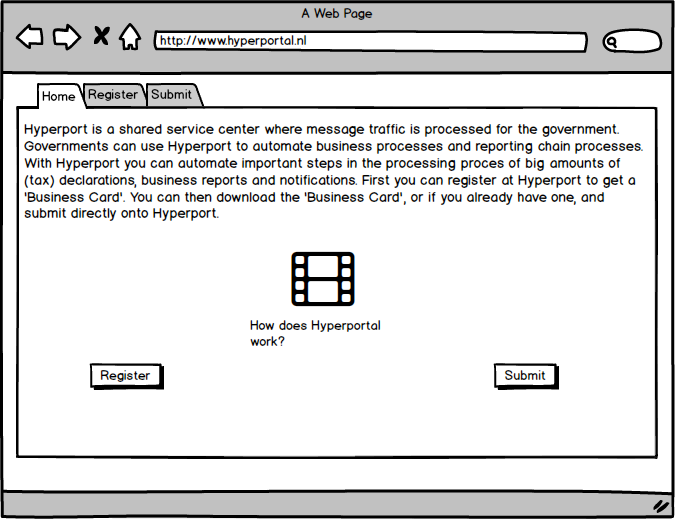 A Web Page
http://www.hyperportal.nl
Home
Register
Submit
Hyperport is a shared service center where message traffic is processed for the government.
Governments can use Hyperport to automate business processes and reporting chain processes.
With Hyperport you can automate important steps in the processing proces of big amounts of
(tax) declarations, business reports and notifications. First you can register at Hyperport to get a
'Business Card'. You can then download the 'Business Card', or if you already have one, and
submit directly onto Hyperport.
How does Hyperportal
work?
Register
Submit